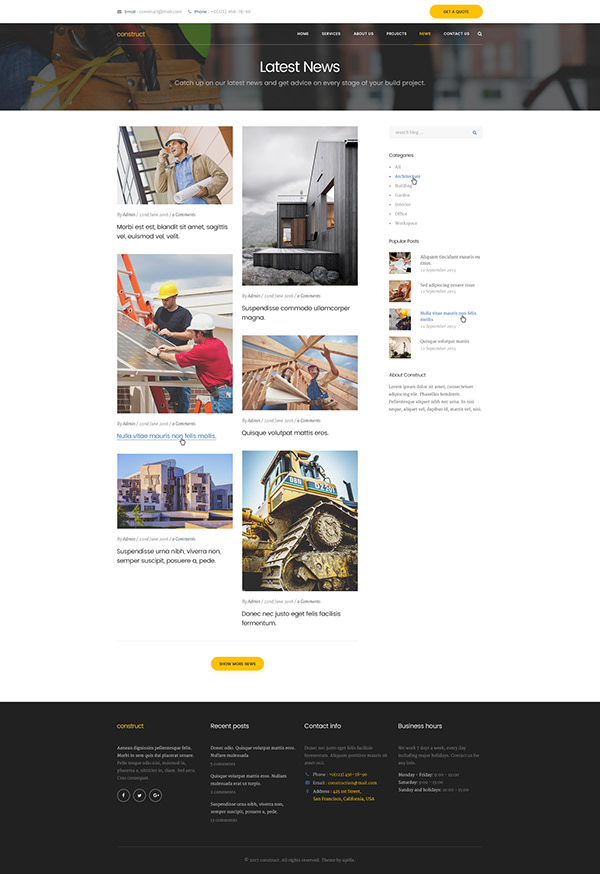 Email : construct@mail.com Phone : +1(123) 456-78-90
GET A QUOTE
construct
HOME SERVICES ABOUT US PROJECTS NEWS CONTACT US
Latest News
Catch up on our latest news and get advice on every stage of your build project.
By Admin / 22nd June 2016 / 0 Comments
Morbi est est, blandit sit amet, sagittis
vel, euismod vel, velit.
By Admin / 22nd June 2016 / 0 Comments
Nulla vitae mauris non felis mollis.
By Admin / 22nd June 2016 / 0 Comments
Suspendisse urna nibh, viverra non,
semper suscipit, posuere a, pede.
By Admin / 22nd June 2016 / 0 Comments
Suspendisse commodo ullamcorper
magna.
By Admin / 22nd June 2016 / 0 Comments
Quisque volutpat mattis eros.
By Admin / 22nd June 2016 / 0 Comments
Donec nec justo eget felis facilisis
fermentum.
SHOW MORE NEWS
search blog ...
Categories
All
Architecture
Building
Garden
Interior
Office
Workspace
Popular Posts
Aliquam tincidunt mauris eu
risus.
12 September 2015
Sed adipiscing ornare risus
12 September 2015
Nulla vitae mauris non felis
mollis
12 September 2015
Quisque volutpat mattis
12 September 2015
About Construct
Lorem ipsum dolor sit amet, consectetuer
adipiscing elit. Phasellus hendrerit.
Pellentesque aliquet nibh nec urna. In nisi
neque, aliquet vel, dapibus id, mattis vel, nisi.
construct
Aenean dignissim pellentesque felis.
Morbi in sem quis dui placerat ornare.
Pede neque odio nisi, euismod in,
pharetra a, ultricies in, diam. Sed arcu.
Cras consequat.
Recent posts
Donec odio. Quisque volutpat mattis eros.
Nullam malesuada
5 comments
Quisque volutpat mattis eros. Nullam
malesuada erat ut turpis.
0 comments
Suspendisse urna nibh, viverra non,
semper suscipit, posuere a, pede.
13 comments
Contact info
Donec nec justo eget felis facilisis
fermentum. Aliquam porttitor mauris sit
amet orci
Phone : +1(123) 456-78-90
Email : construction@mail.com
Address : 425 1st Street,
San Francisco, California, USA
Business hours
We work 7 days a week, every day
including major holidays. Contact us for
any info.
Monday - Friday: 9:00 - 19:00
Saturday: 9:00 - 15:00
Sunday and holidays: 10:00 - 15:00
© 2017 construct. All rights reserved. Theme by